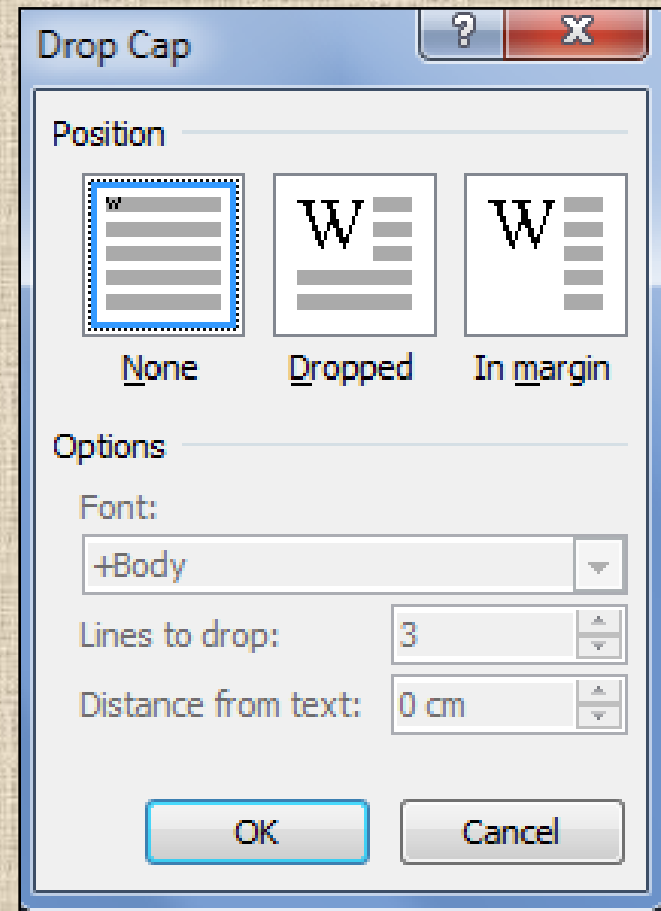 Drop Cap
Position
W W W
None Dropped In margin
Options
Font:
+Body
Lines to drop: 3
Distance from text: 0 cm
OK Cancel